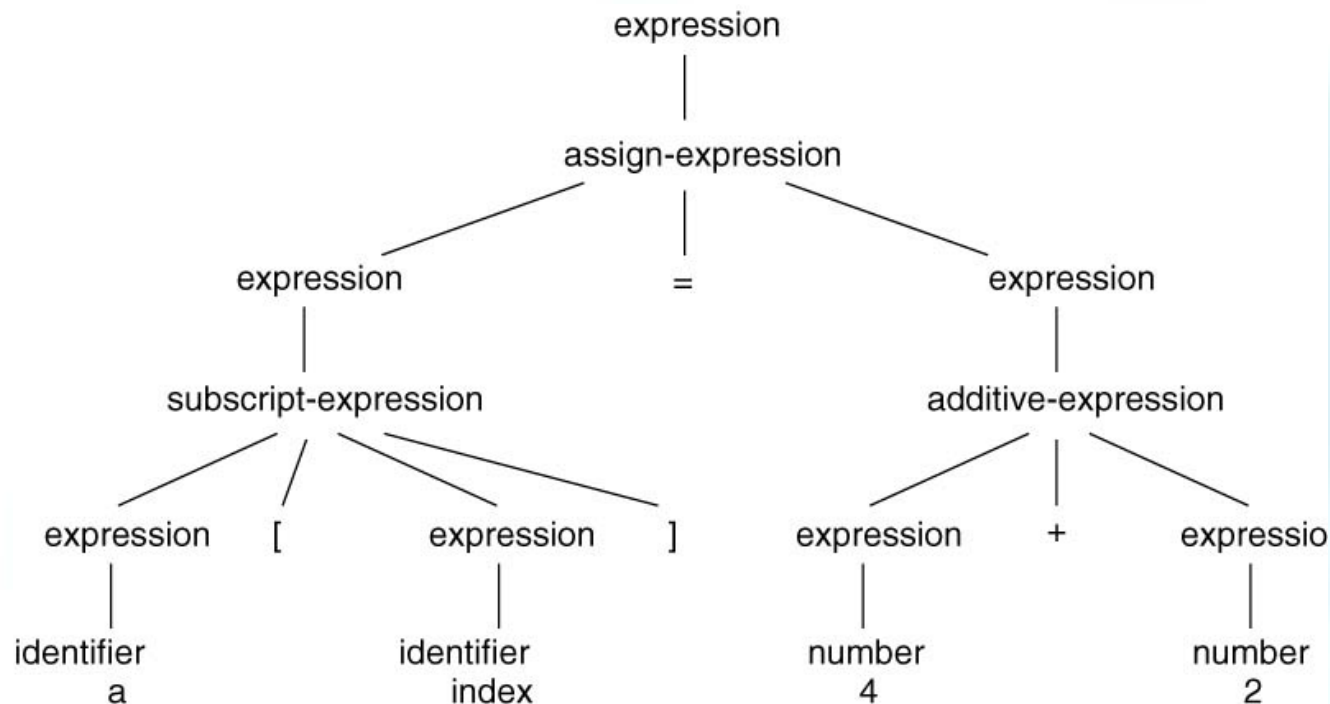 expression
assign-expression
expression = expression
subscript-expression additive-expression
expression [ expression ] expression + expressio
identifier identifier number number
a index 4 2